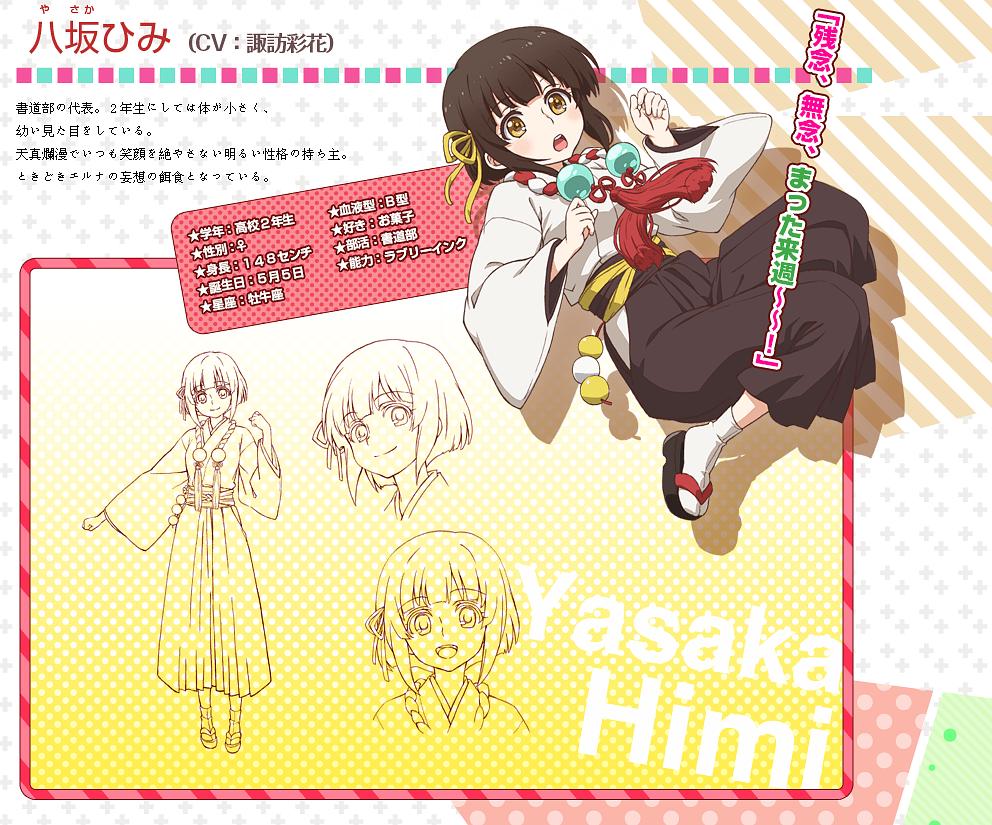 やさか
八坂ひみ (CV：諏訪彩花)
書道部の代表。２年生にしては体が小さく、
幼い見た目をしている。
天真爛漫でいつも笑顔を絶やさない明るい性格の持ち主。
ときどきエルナの妄想の餌食となっている。
★学年：高校２年生
★性別：♀
★身長：１４８センチ
★誕生日：５月５日
★星座：牡牛座
★血液型：Ｂ型
★好き：お菓子
★部活：書道部
★能力：ラブリーインク
「残念、無念、まった来週～～！」
Yasaka
Himi